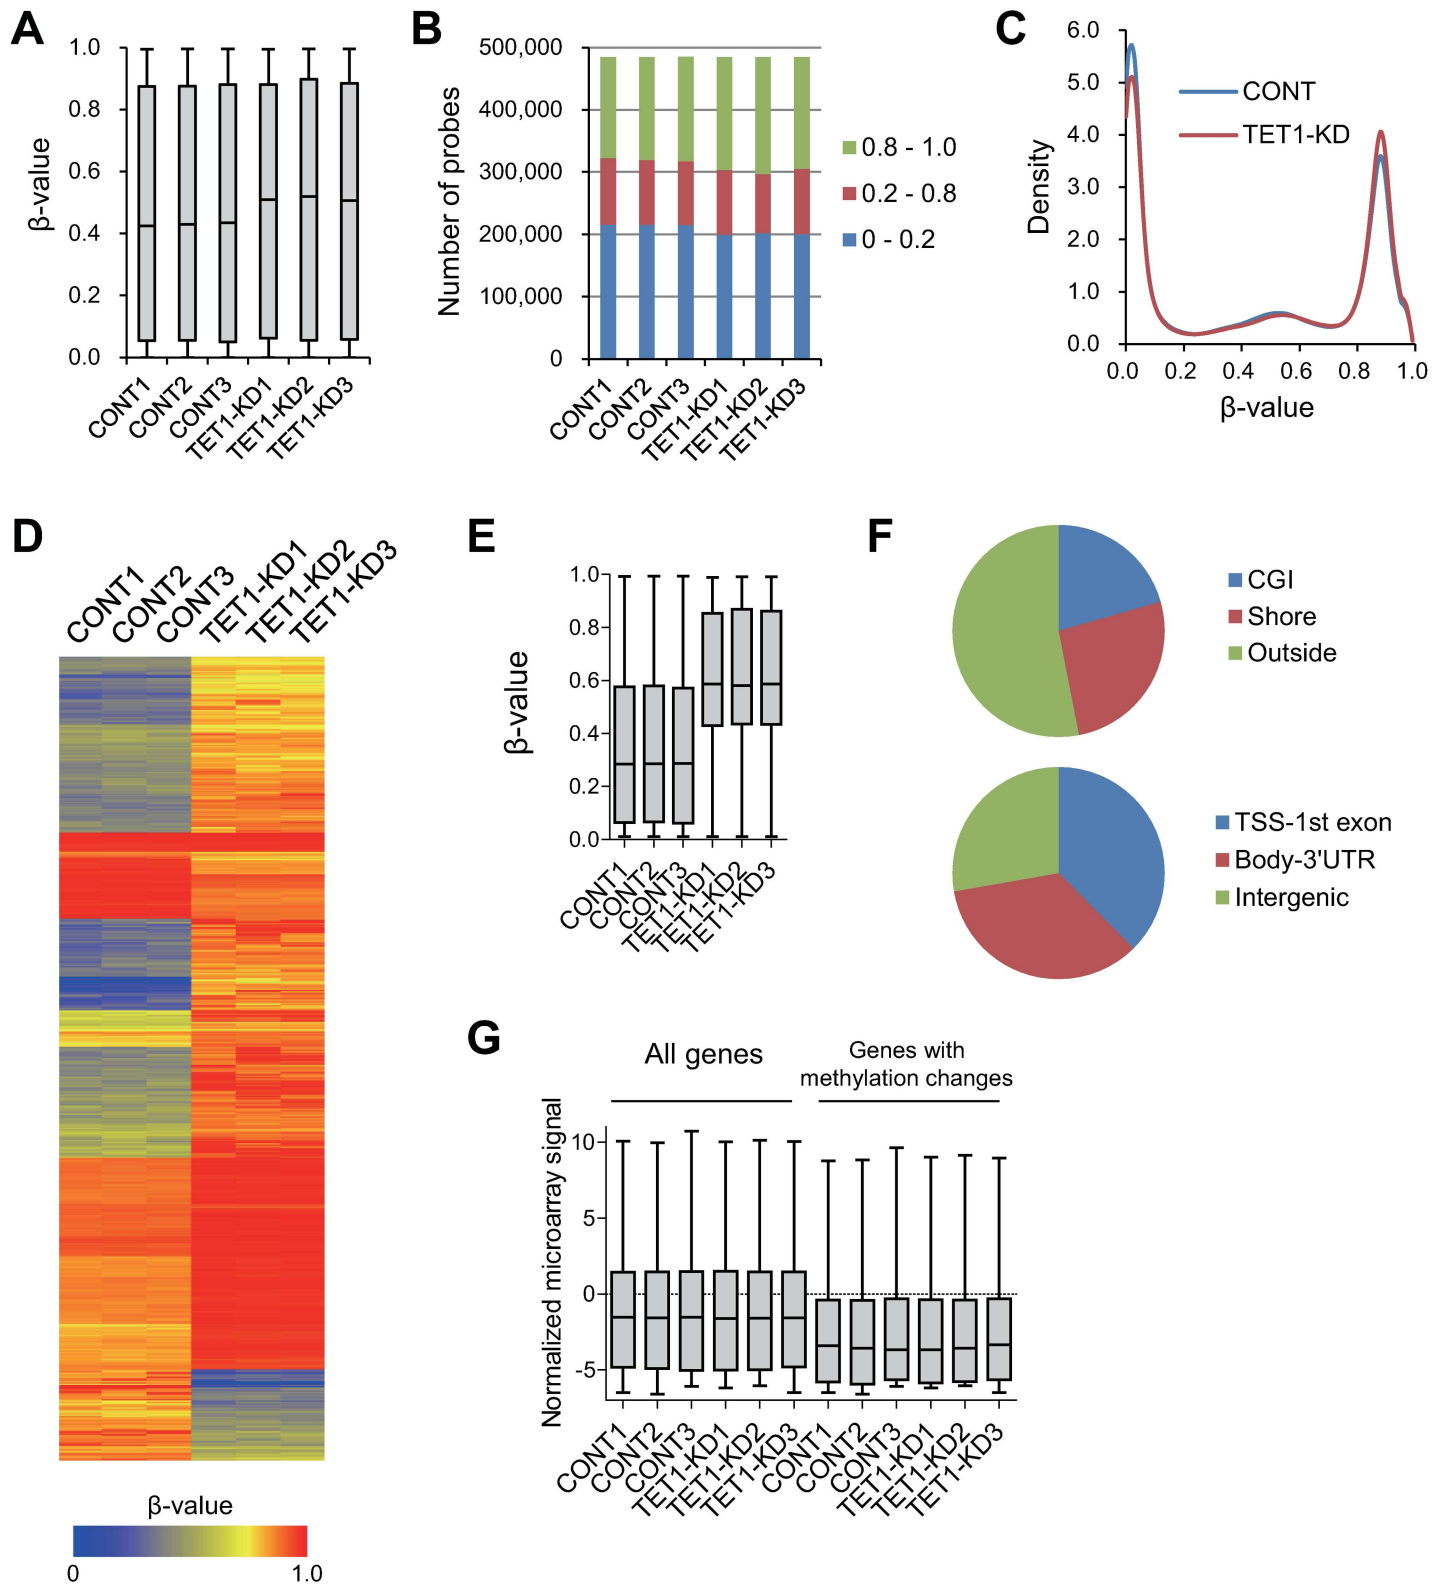 A
β-value
1.0
0.8
0.6
0.4
0.2
0.0
CONT1
CONT2
CONT3
TET1-KD1
TET1-KD2
TET1-KD3
B
Number of probes
500,000
400,000
300,000
200,000
100,000
0
CONT1
CONT2
CONT3
TET1-KD1
TET1-KD2
TET1-KD3
0.8 - 1.0
0.2 - 0.8
0 - 0.2
C
Density
6.0
5.0
4.0
3.0
2.0
1.0
0.0
0.0 0.2 0.4 0.6 0.8 1.0
β-value
CONT
TET1-KD
D
CONT1
CONT2
CONT3
TET1-KD1
TET1-KD2
TET1-KD3
β-value
0 1.0
E
β-value
1.0
0.8
0.6
0.4
0.2
0.0
CONT1
CONT2
CONT3
TET1-KD1
TET1-KD2
TET1-KD3
F
CGI
Shore
Outside
TSS-1st exon
Body-3'UTR
Intergenic
G
All genes
Genes with
methylation changes
Normalized microarray signal
10
5
0
-5
CONT1
CONT2
CONT3
TET1-KD1
TET1-KD2
TET1-KD3
CONT1
CONT2
CONT3
TET1-KD1
TET1-KD2
TET1-KD3